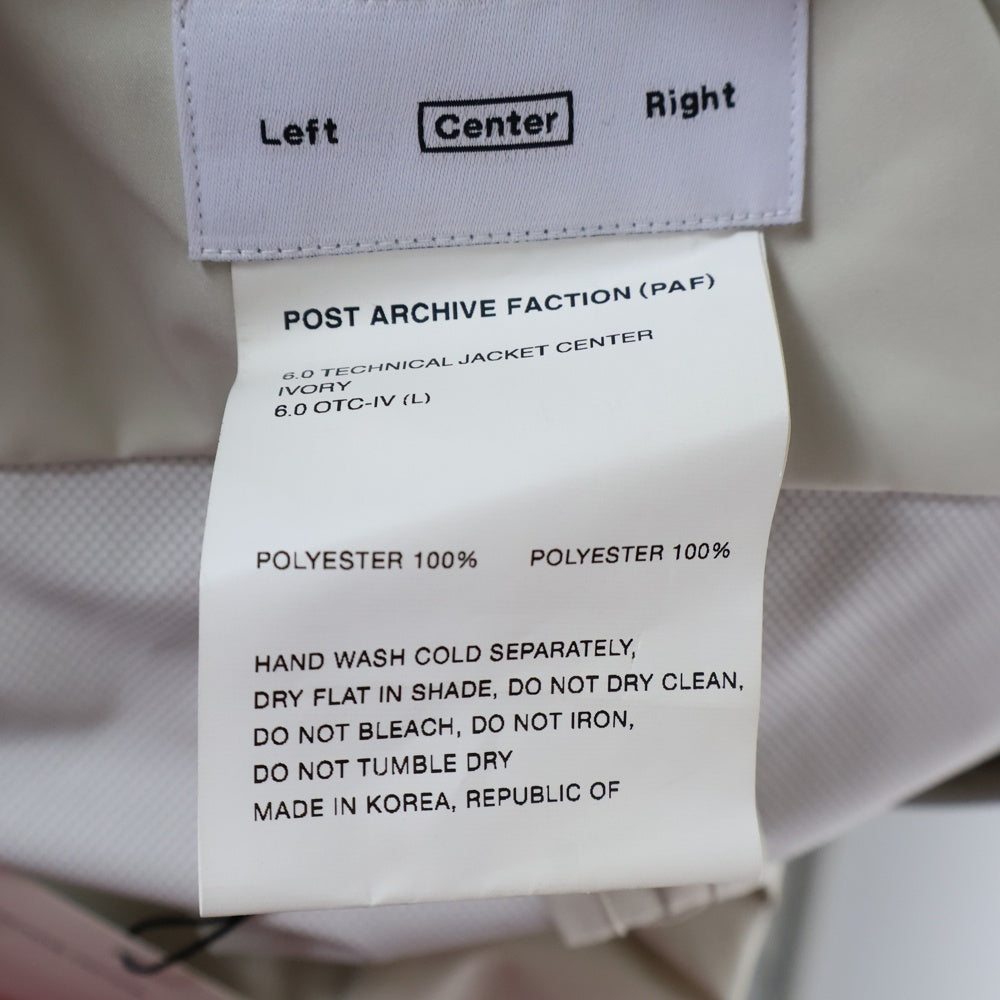 Left Center Right
POST ARCHIVE FACTION (PAF)
6.0 TECHNICAL JACKET CENTER
IVORY
6.0 OTC-IV (L)
POLYESTER 100% POLYESTER 100%
HAND WASH COLD SEPARATELY,
DRY FLAT IN SHADE, DO NOT DRY CLEAN,
DO NOT BLEACH, DO NOT IRON,
DO NOT TUMBLE DRY
MADE IN KOREA, REPUBLIC OF